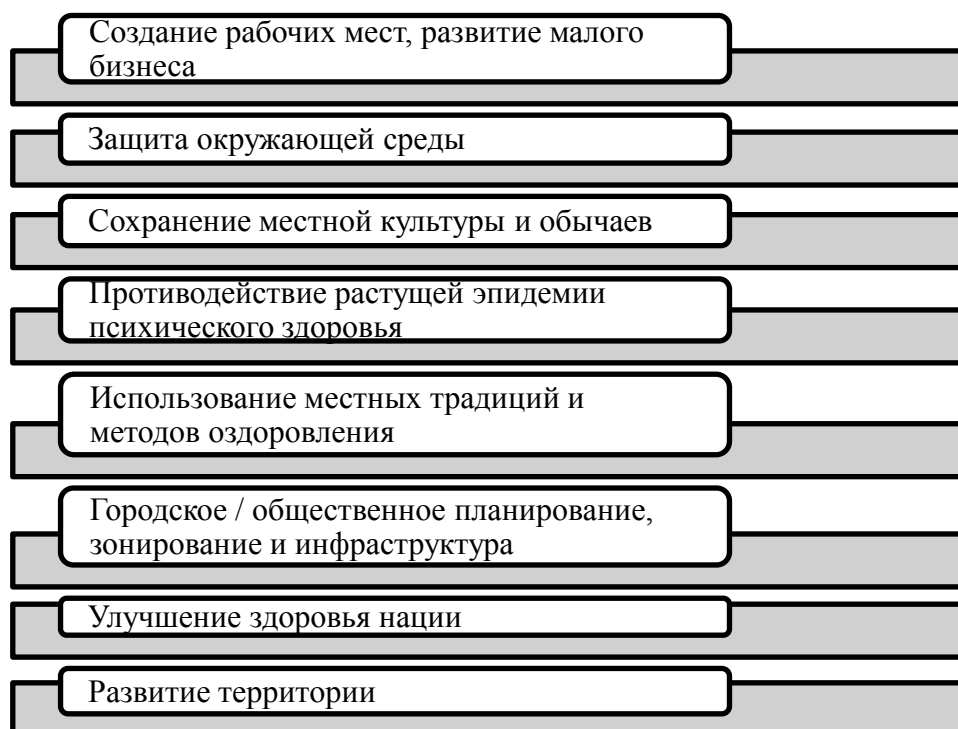 Создание рабочих мест, развитие малого
бизнеса
Защита окружающей среды
Сохранение местной культуры и обычаев
Противодействие растущей эпидемии
психического здоровья
Использование местных традиций и
методов оздоровления
Городское / общественное планирование,
зонирование и инфраструктура
Улучшение здоровья нации
Развитие территории